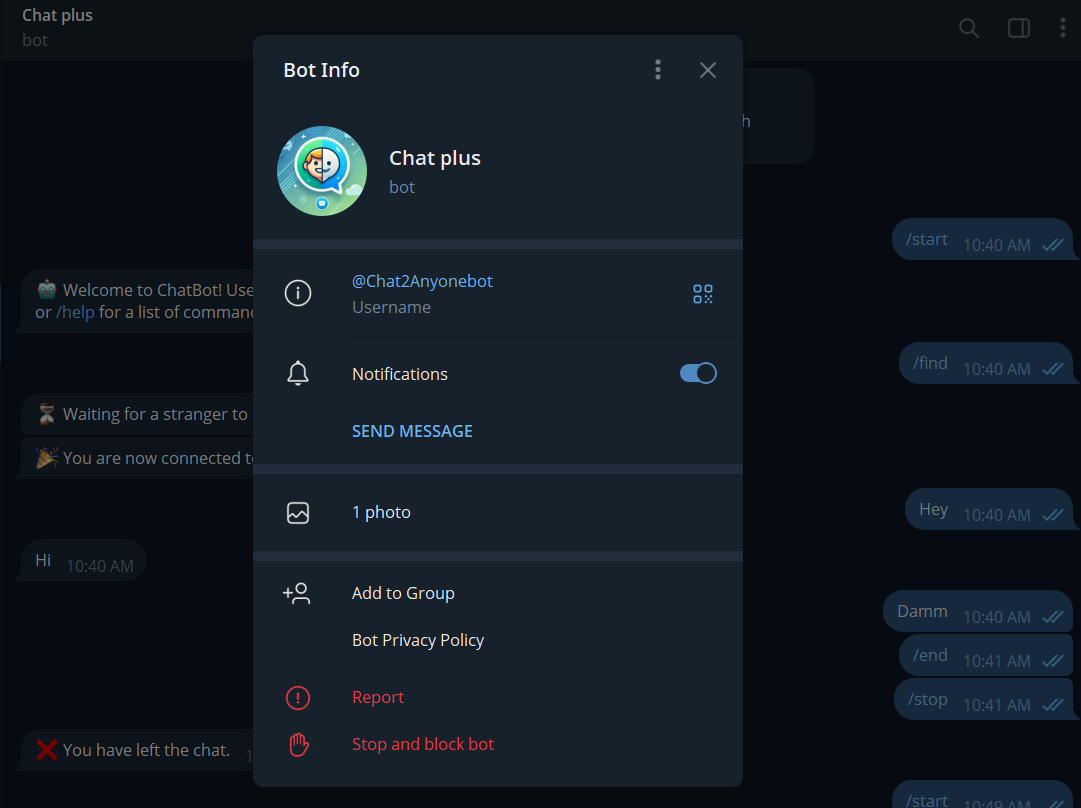 Chat plus
bot
Bot Info
h
Chat plus
bot
/start 10:40 AM
@Chat2Anyonebot
Username
🤖 Welcome to ChatBot! Use
or /help for a list of comman
/find 10:40 AM
Notifications
⏳ Waiting for a stranger to
SEND MESSAGE
🎉 You are now connected t
1 photo
Hey 10:40 AM
Hi 10:40 AM
Add to Group
Damm 10:40 AM
Bot Privacy Policy
/end 10:41 AM
Report
/stop 10:41 AM
Stop and block bot
❌ You have left the chat.
/start 10:49 AM